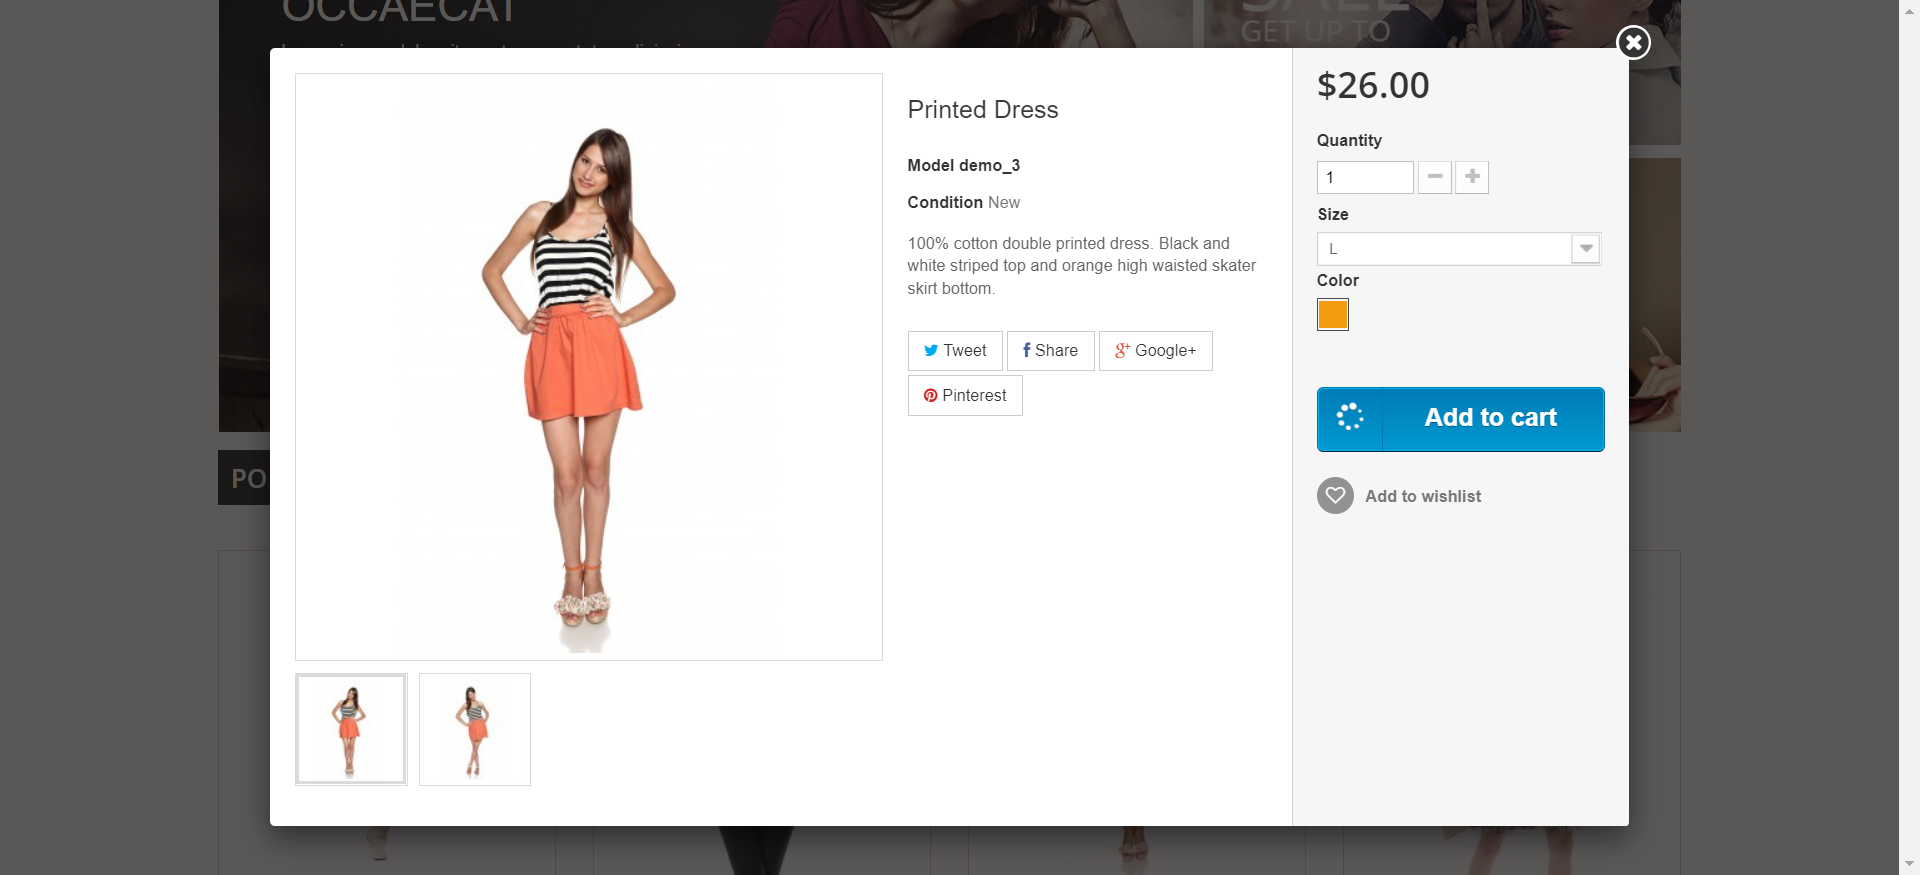 OCCAECAT
GET UP TO
PO
Printed Dress
Model demo_3
Condition New
100% cotton double printed dress. Black and
white striped top and orange high waisted skater
skirt bottom.
Tweet
Share
Google+
Pinterest
$26.00
Quantity
1
Size
L
Color
Add to cart
Add to wishlist